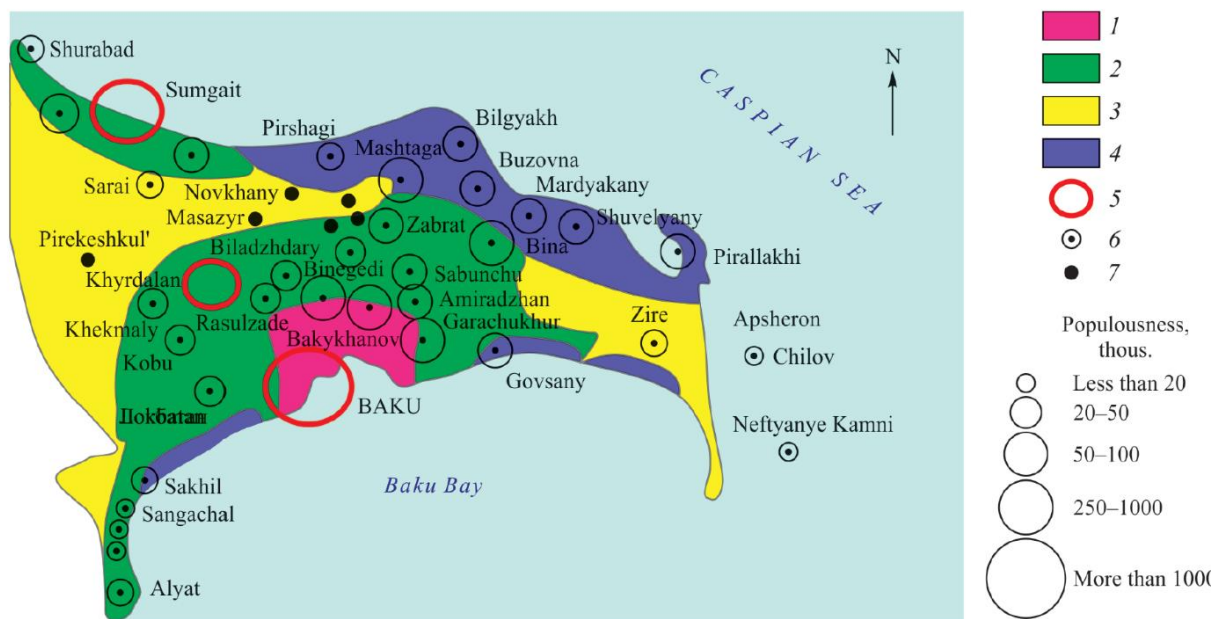 Shurabad
Sumgait
Pirshagi
Bilgyakh
CASPIAN SEA
N
Mashtaga
Buzovna
Sarai
Novkhany
Mardyakany
Masazyr
Shuvelyany
Zabrat
Pirekeshkul'
Biladzhdary
Bina
Pirallakhi
Khyrdalan
Binegedi
Sabunchu
Amiradzhan
Khekmaly
Rasulzade
Garachukhur
Zire
Apsheron
Kobu
Bakykhanov
Govsany
Chilov
BAKU
Neftyanye Kamni
Sakhil
Baku Bay
Sangachal
Alyat
1
2
3
4
5
6
7
Populousness,
thous.
Less than 20
20–50
50–100
250–1000
More than 1000